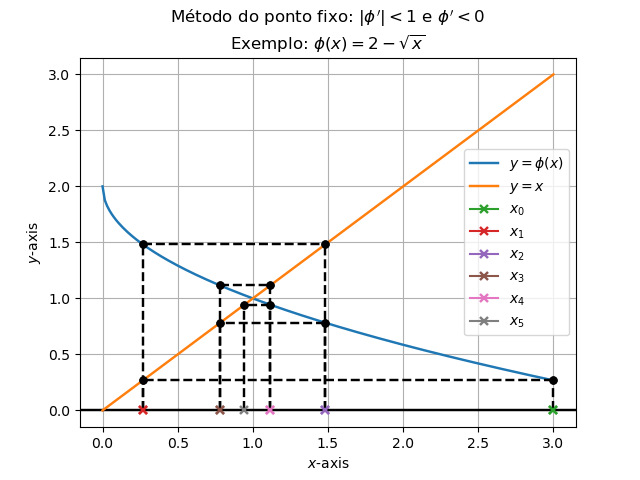 Método do ponto fixo: |ϕ′| < 1 e ϕ′ < 0
Exemplo: ϕ(x) = 2 − √x
3.0
2.5
2.0
1.5
1.0
0.5
0.0
y-axis
y = ϕ(x)
y = x
x₀
x₁
x₂
x₃
x₄
x₅
0.0 0.5 1.0 1.5 2.0 2.5 3.0
x-axis